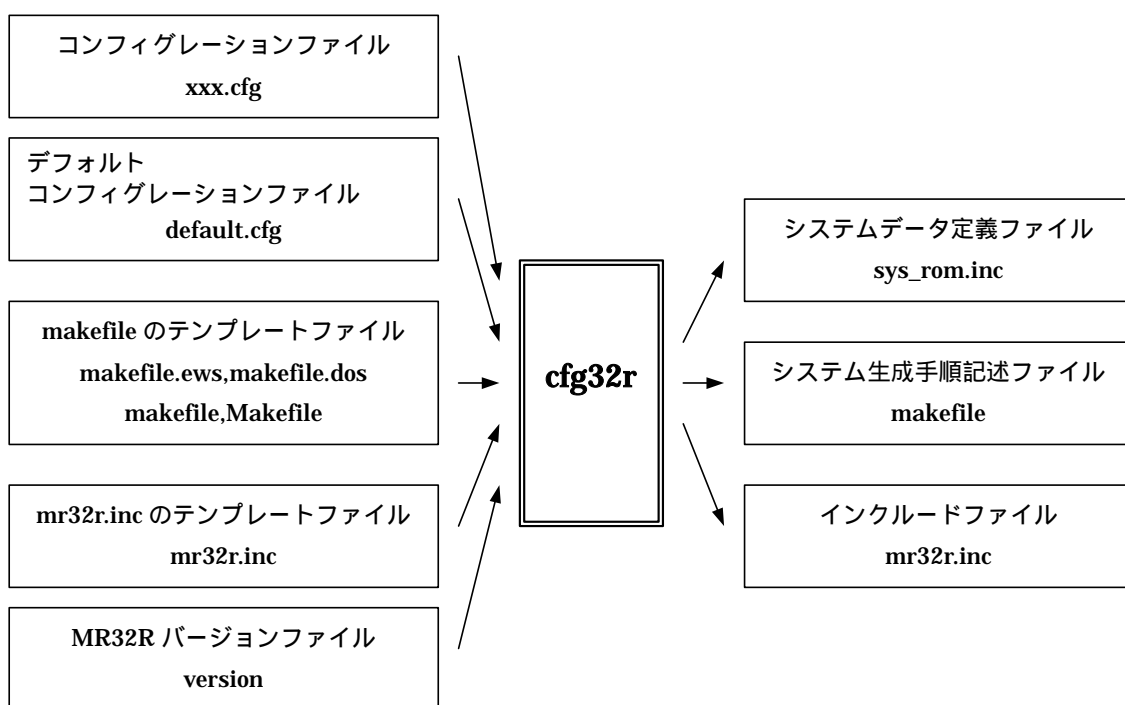 コンフィグレーションファイル
xxx.cfg
デフォルト
コンフィグレーションファイル
default.cfg
makefile のテンプレートファイル
makefile.ews,makefile.dos
makefile,Makefile
mr32r.inc のテンプレートファイル
mr32r.inc
MR32R バージョンファイル
version
cfg32r
システムデータ定義ファイル
sys_rom.inc
システム生成手順記述ファイル
makefile
インクルードファイル
mr32r.inc